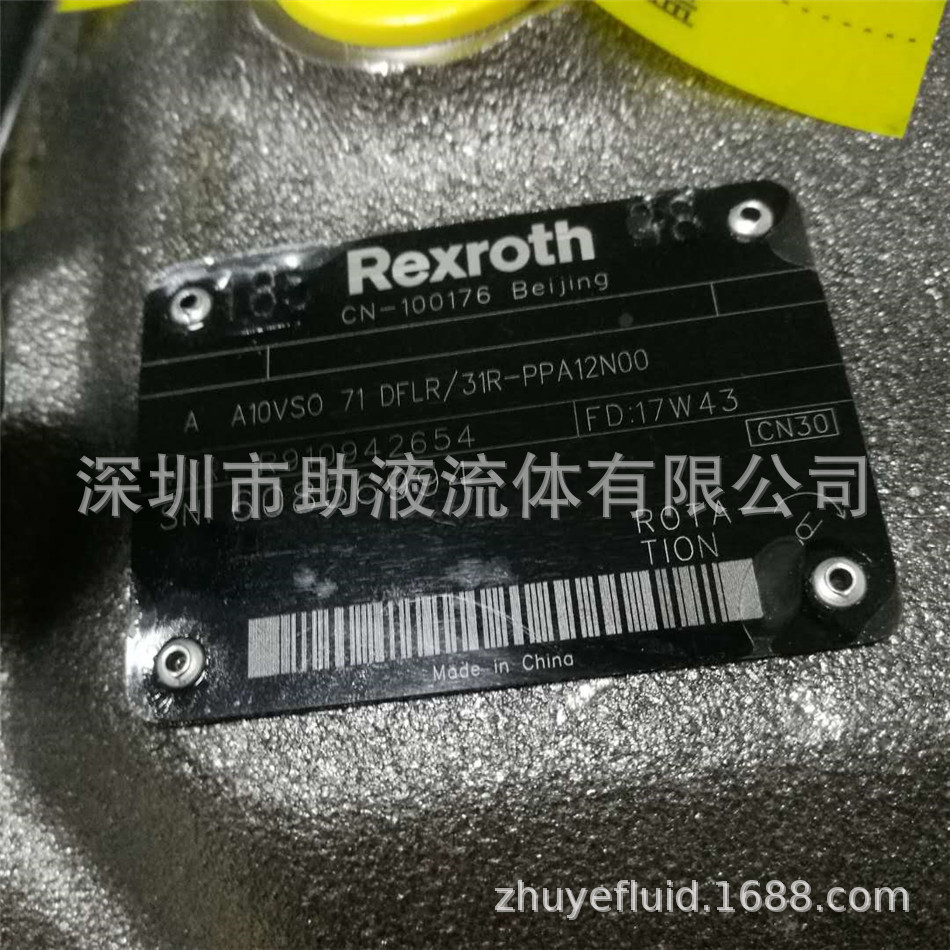 Rexroth
CN-100176 Beijing
A A10VSO 71 DFLR/31R-PPA12N00
FD:17W43
CN30
深圳市助液流体有限公司
SN:
ROTA
TION
Made in China
zhuyefluid.1688.com